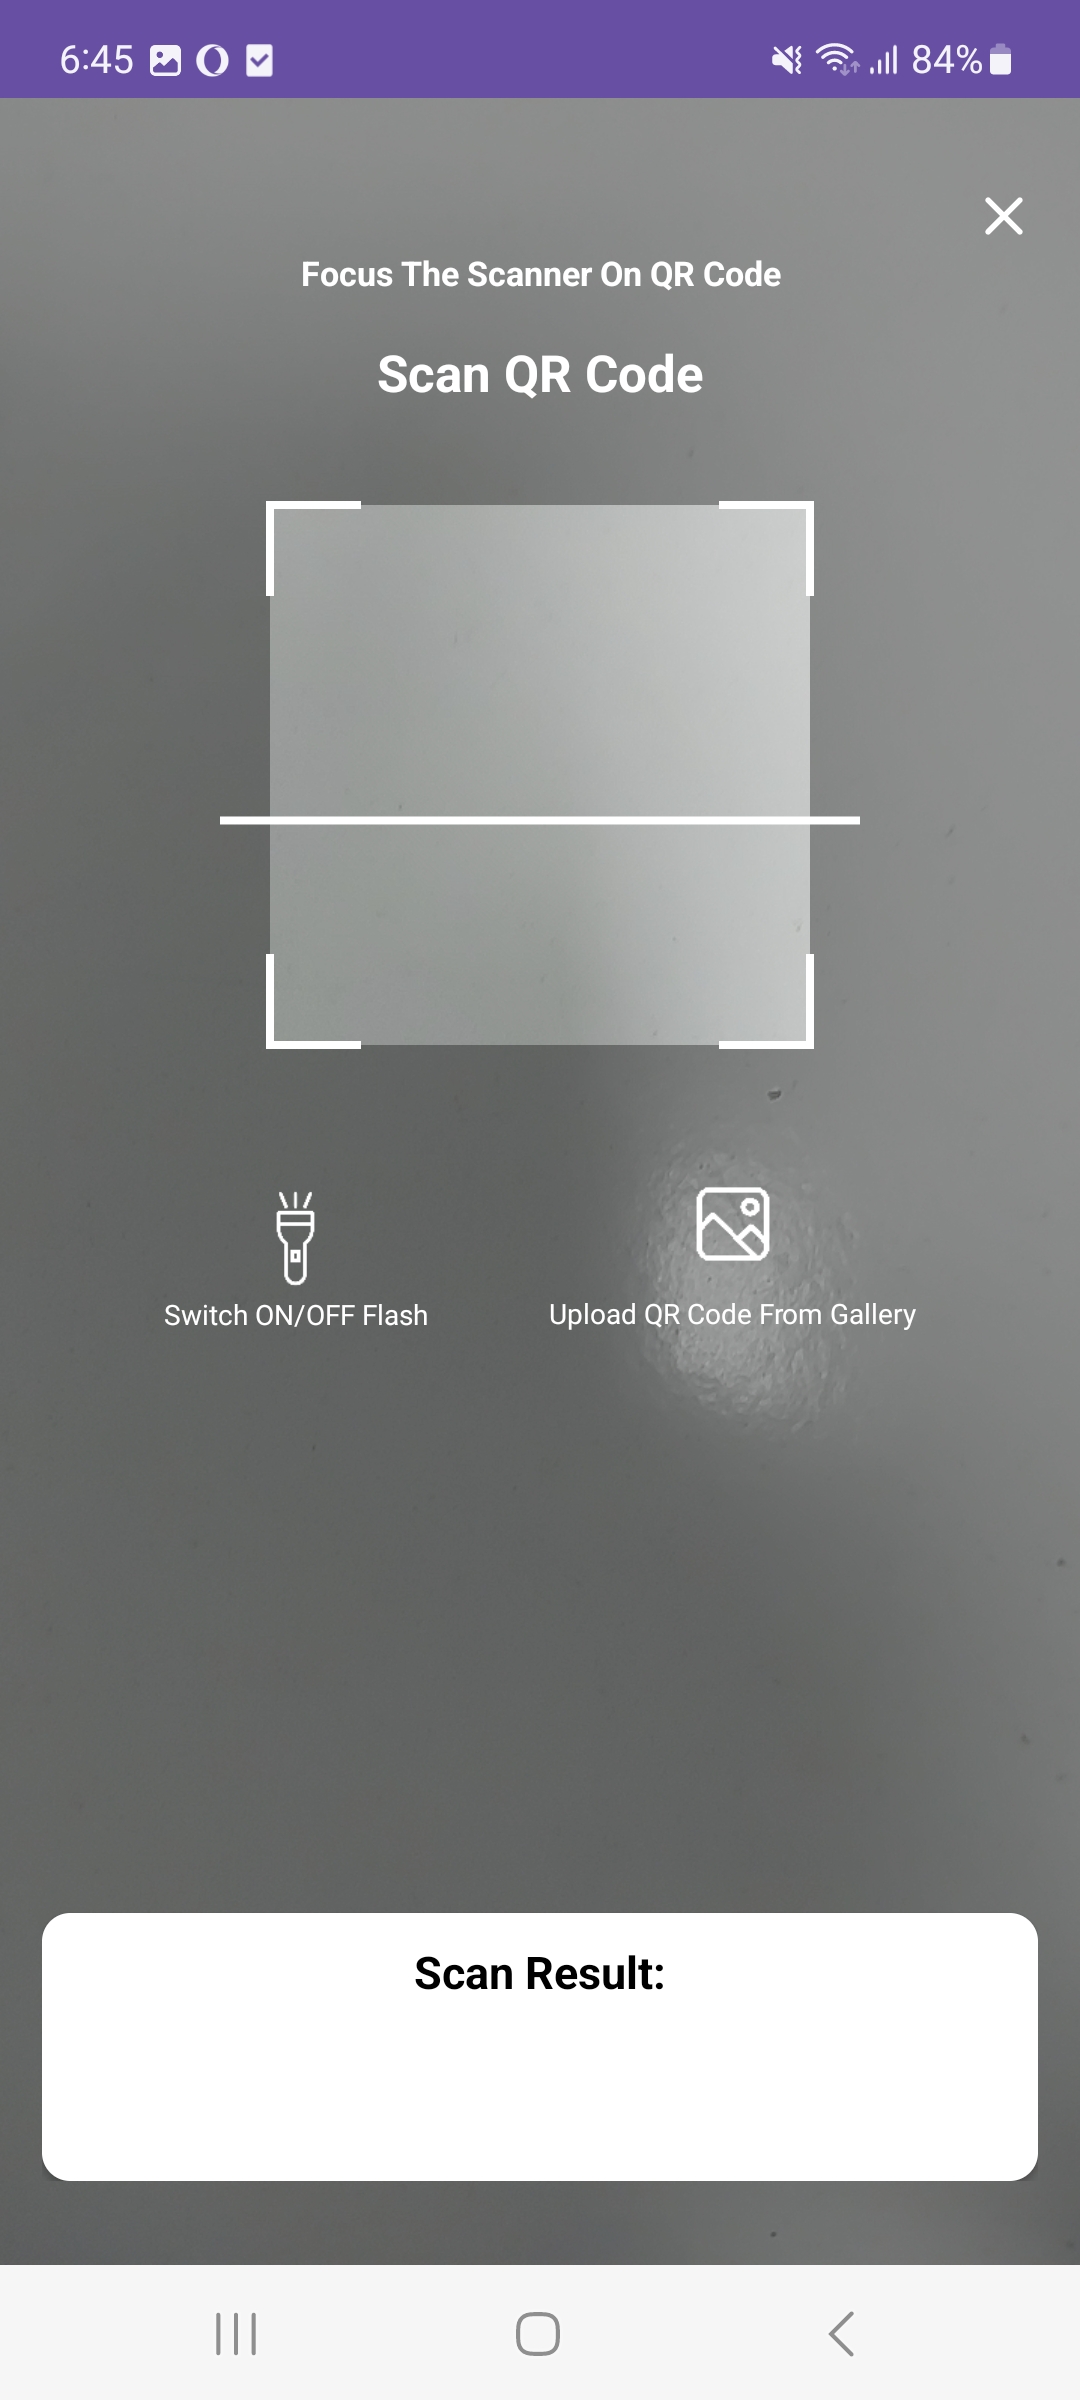 6:45
84%
Focus The Scanner On QR Code
Scan QR Code
Switch ON/OFF Flash
Upload QR Code From Gallery
Scan Result: